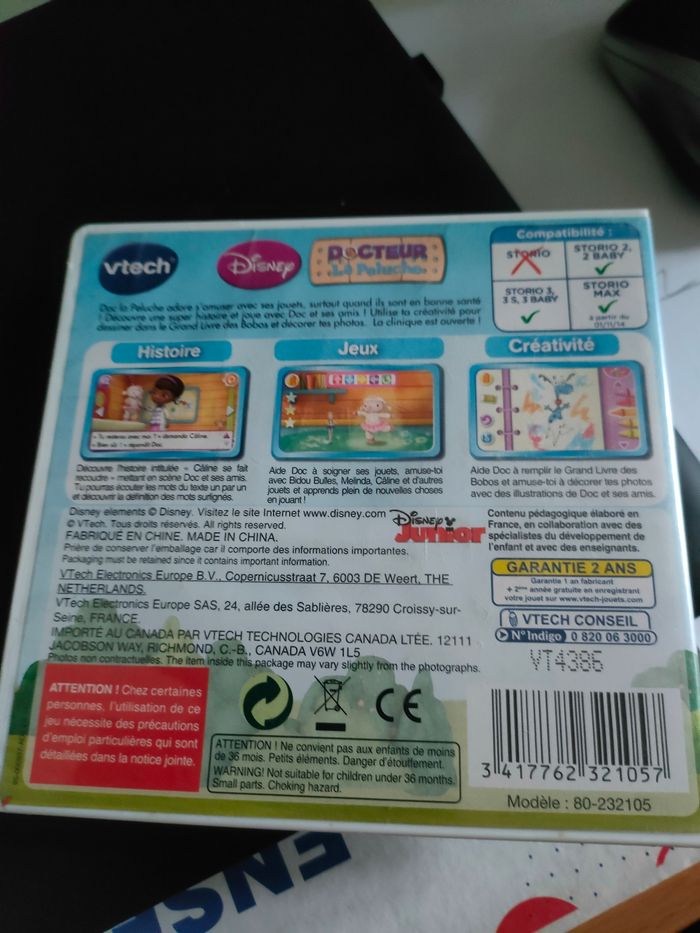 vtech
Disney
DOCTEUR
La Peluche
Compatibilité :
STORIO
STORIO 2,
2 BABY
STORIO 3,
3 S, 3 BABY
STORIO
MAX
à partir du
01/11/14
Doc la Peluche adore s'amuser avec ses jouets, surtout quand ils sont en bonne santé
! Découvre une super histoire et joue avec Doc et ses amis ! Utilise ta créativité pour
dessiner dans le Grand Livre des Bobos et décorer tes photos. La clinique est ouverte !
Histoire
Jeux
Créativité
« Tu resteras avec moi ? » demanda Câline.
« Bien sûr ! » répondit Doc.
Découvre l'histoire intitulée « Câline se fait
recoudre » mettant en scène Doc et ses amis.
Tu pourras écouter les mots du texte un par un
et découvrir la définition des mots surlignés.
Aide Doc à soigner ses jouets, amuse-toi
avec Bidou Bulles, Melinda, Câline et d'autres
jouets et apprends plein de nouvelles choses
en jouant !
Aide Doc à remplir le Grand Livre des
Bobos et amuse-toi à décorer tes photos
avec des illustrations de Doc et ses amis.
Disney elements © Disney. Visitez le site Internet www.disney.com
© VTech. Tous droits réservés. All rights reserved.
FABRIQUÉ EN CHINE. MADE IN CHINA.
Prière de conserver l'emballage car il comporte des informations importantes.
Packaging must be retained since it contains important information.
Disney
Junior
Contenu pédagogique élaboré en
France, en collaboration avec des
spécialistes du développement de
l'enfant et avec des enseignants.
VTech Electronics Europe B.V., Copernicusstraat 7, 6003 DE Weert, THE
NETHERLANDS.
VTech Electronics Europe SAS, 24, allée des Sablières, 78290 Croissy-sur-
Seine, FRANCE.
IMPORTÉ AU CANADA PAR VTECH TECHNOLOGIES CANADA LTÉE. 12111
JACOBSON WAY, RICHMOND, C.-B., CANADA V6W 1L5
Photos non contractuelles. The item inside this package may vary slightly from the photographs.
GARANTIE 2 ANS
Garantie 1 an fabricant
+ 2ème année gratuite en enregistrant
votre jouet sur www.vtech-jouets.com
VTECH CONSEIL
N° Indigo 0 820 06 3000
VT4386
ATTENTION ! Chez certaines
personnes, l'utilisation de ce
jeu nécessite des précautions
d'emploi particulières qui sont
détaillées dans la notice jointe.
CE
ATTENTION ! Ne convient pas aux enfants de moins
de 36 mois. Petits éléments. Danger d'étouffement.
WARNING! Not suitable for children under 36 months.
Small parts. Choking hazard.
3 417762 321057
Modèle : 80-232105
ENSE